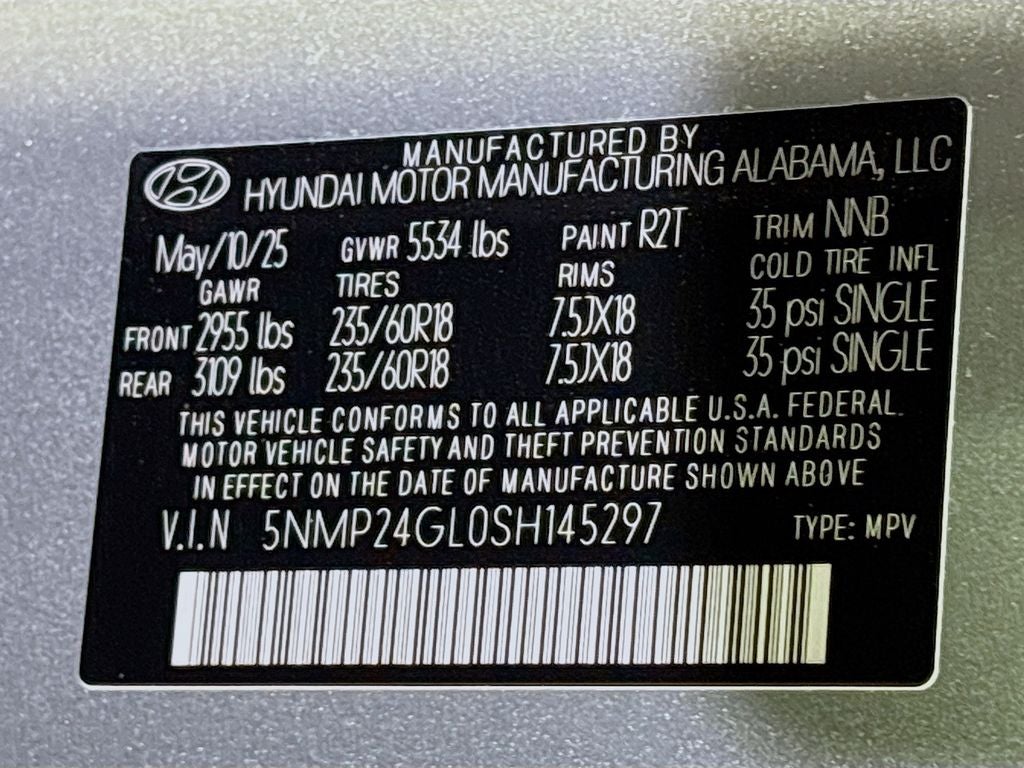 MANUFACTURED BY
HYUNDAI MOTOR MANUFACTURING ALABAMA, LLC
May/10/25 GVWR 5534 lbs PAINT R2T TRIM NNB
GAWR TIRES RIMS COLD TIRE INFL
FRONT 2955 lbs 235/60R18 7.5JX18 35 psi SINGLE
REAR 3109 lbs 235/60R18 7.5JX18 35 psi SINGLE
THIS VEHICLE CONFORMS TO ALL APPLICABLE U.S.A. FEDERAL
MOTOR VEHICLE SAFETY AND THEFT PREVENTION STANDARDS
IN EFFECT ON THE DATE OF MANUFACTURE SHOWN ABOVE
V.I.N 5NMP24GL0SH145297 TYPE: MPV